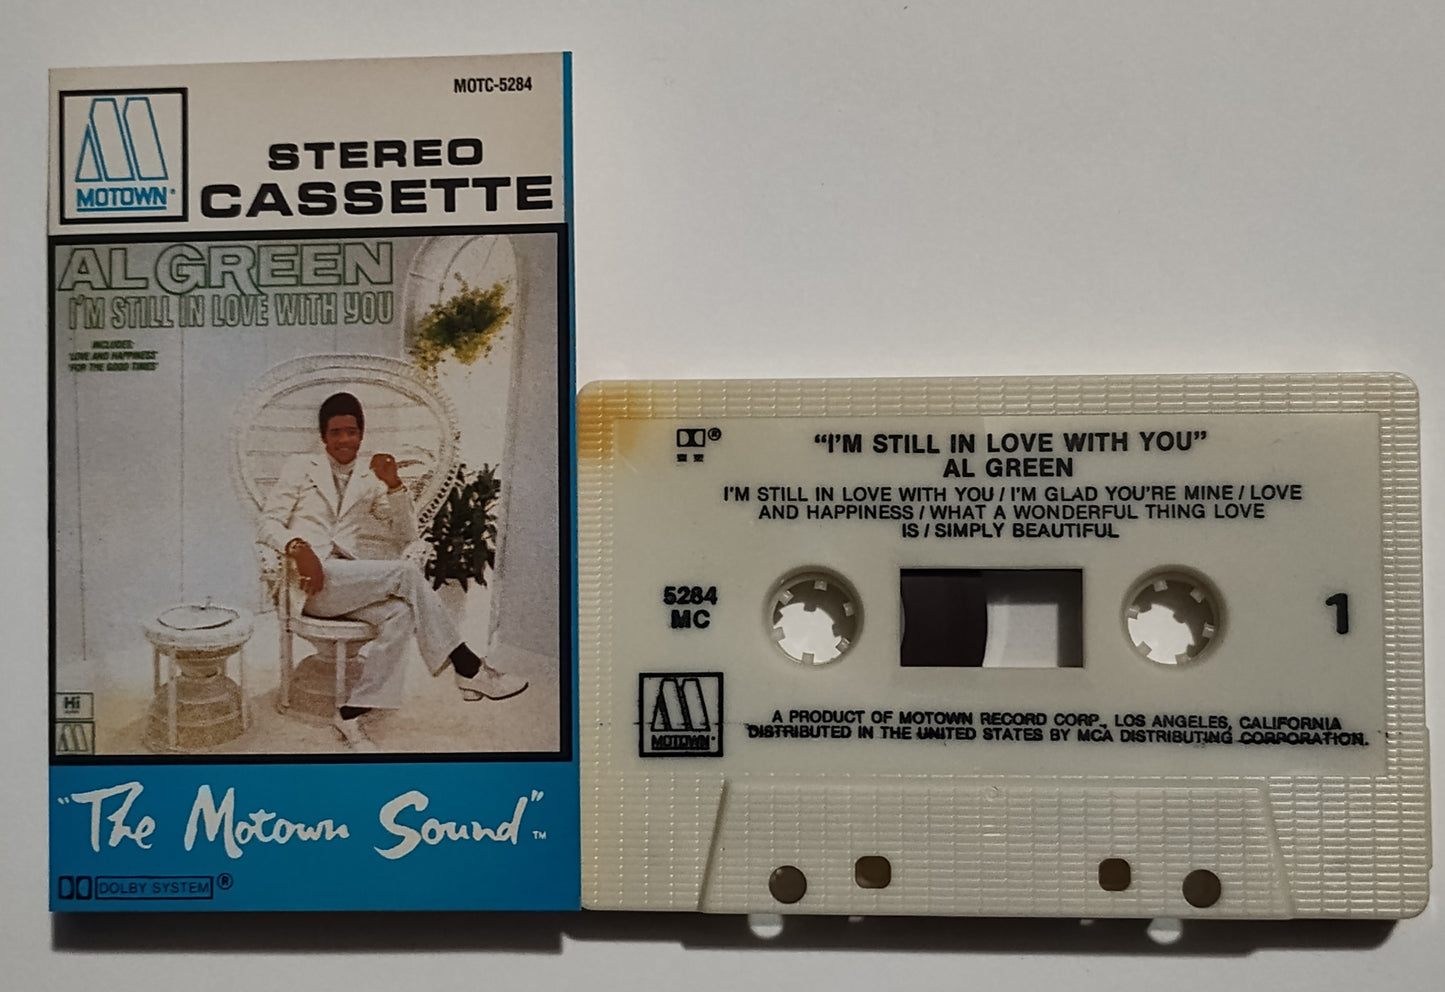 MOTC-5284
MOTOWN®
STEREO
CASSETTE
AL GREEN
I'M STILL IN LOVE WITH YOU
INCLUDES:
"LOVE AND HAPPINESS"
"FOR THE GOOD TIMES"
Hi
"The Motown Sound"™
DOLBY SYSTEM®
®
"I'M STILL IN LOVE WITH YOU"
AL GREEN
I'M STILL IN LOVE WITH YOU / I'M GLAD YOU'RE MINE / LOVE
AND HAPPINESS / WHAT A WONDERFUL THING LOVE
IS / SIMPLY BEAUTIFUL
5284
MC
1
MOTOWN®
A PRODUCT OF MOTOWN RECORD CORP., LOS ANGELES, CALIFORNIA
DISTRIBUTED IN THE UNITED STATES BY MCA DISTRIBUTING CORPORATION.